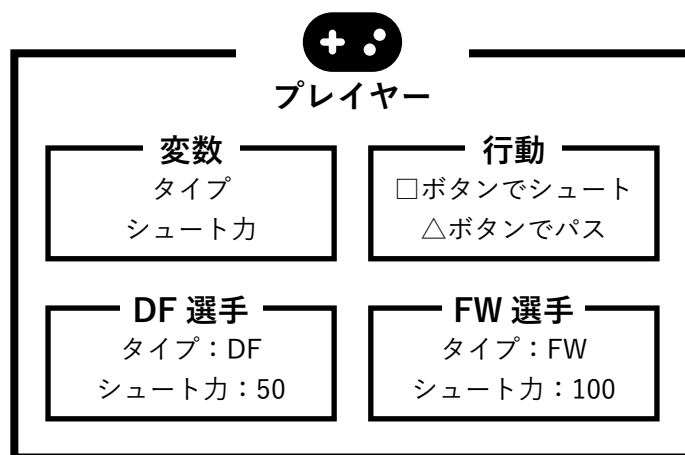 プレイヤー
変数
タイプ
シュート力
行動
□ボタンでシュート
△ボタンでパス
DF 選手
タイプ：DF
シュート力：50
FW 選手
タイプ：FW
シュート力：100